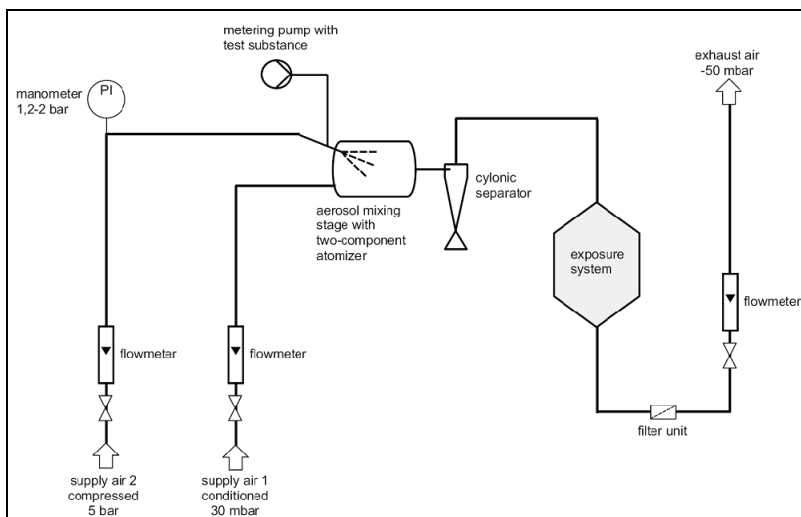 metering pump with
test substance
exhaust air
-50 mbar
manometer
1,2-2 bar
PI
cylonic
separator
aerosol mixing
stage with
two-component
atomizer
exposure
system
flowmeter
flowmeter
flowmeter
filter unit
supply air 2
compressed
5 bar
supply air 1
conditioned
30 mbar